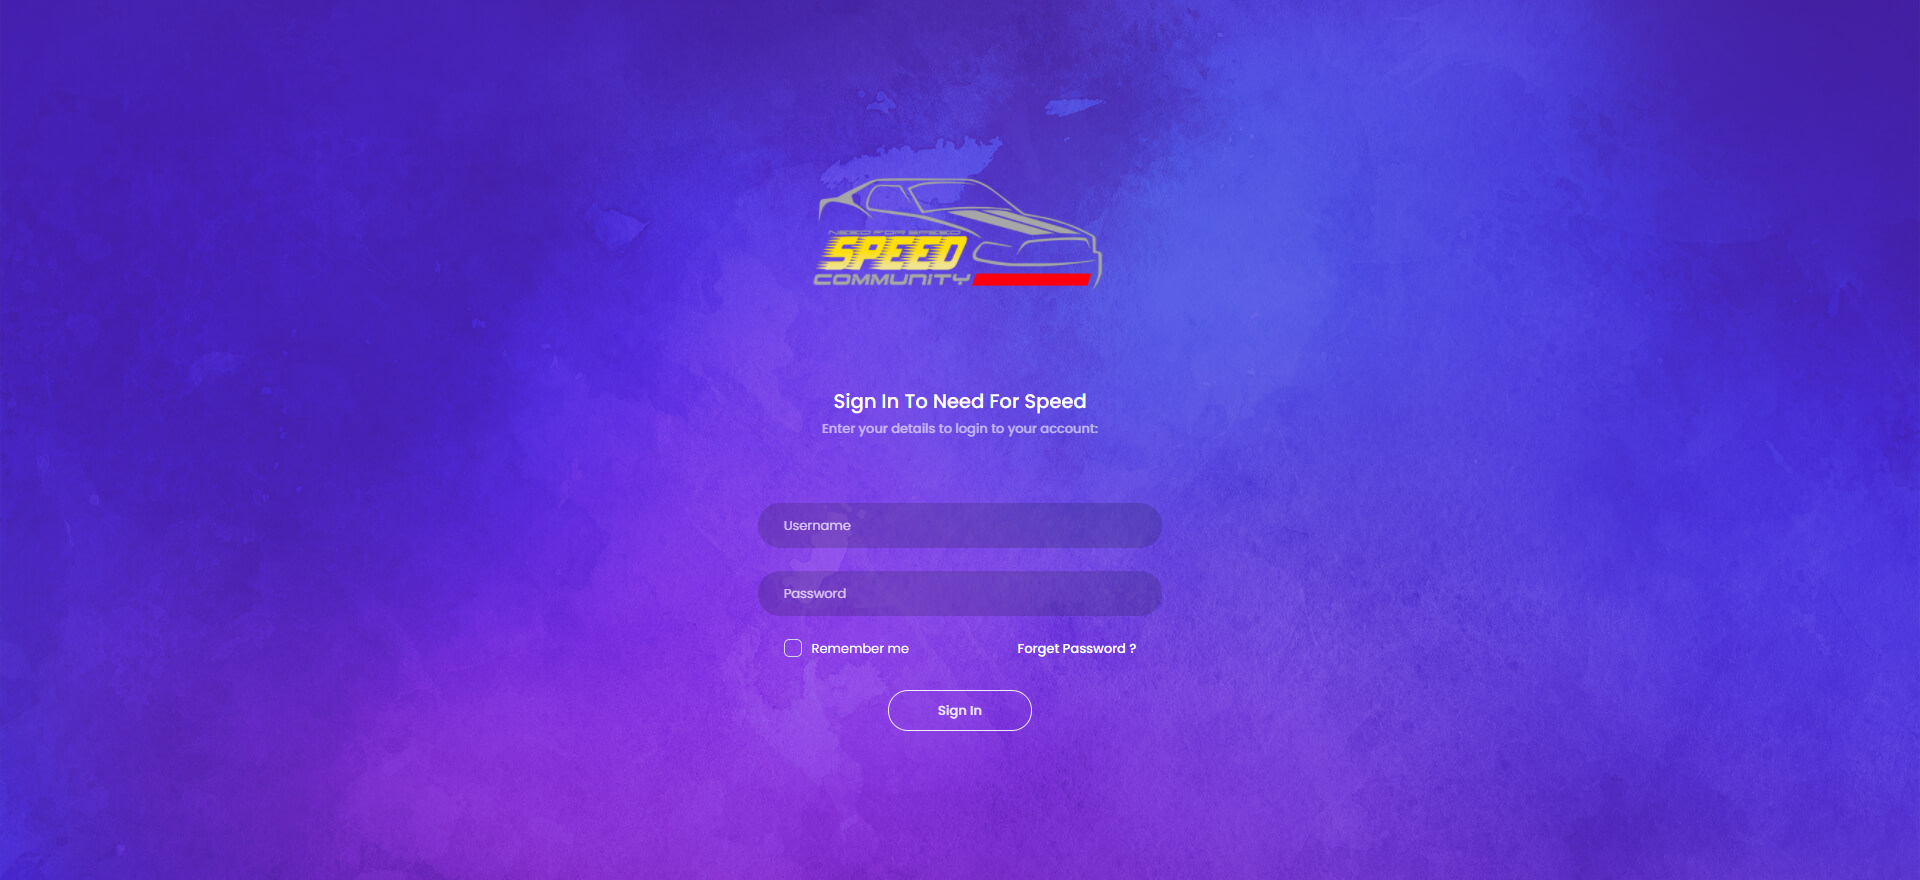 NEED FOR SPEED
SPEED
COMMUNITY
Sign In To Need For Speed
Enter your details to login to your account:
Username
Password
Remember me
Forget Password ?
Sign In